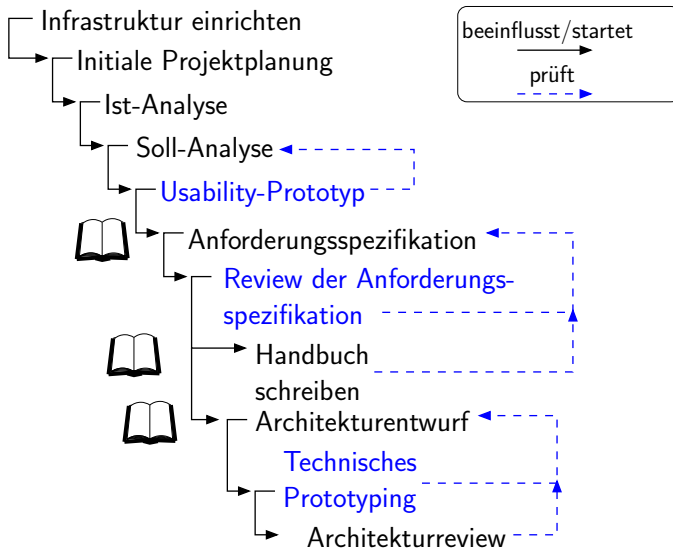 Infrastruktur einrichten
beeinflusst/startet
Initiale Projektplanung
prüft
Ist-Analyse
Soll-Analyse
Usability-Prototyp
Anforderungsspezifikation
Review der Anforderungs-
spezifikation
Handbuch
schreiben
Architekturentwurf
Technisches
Prototyping
Architekturreview